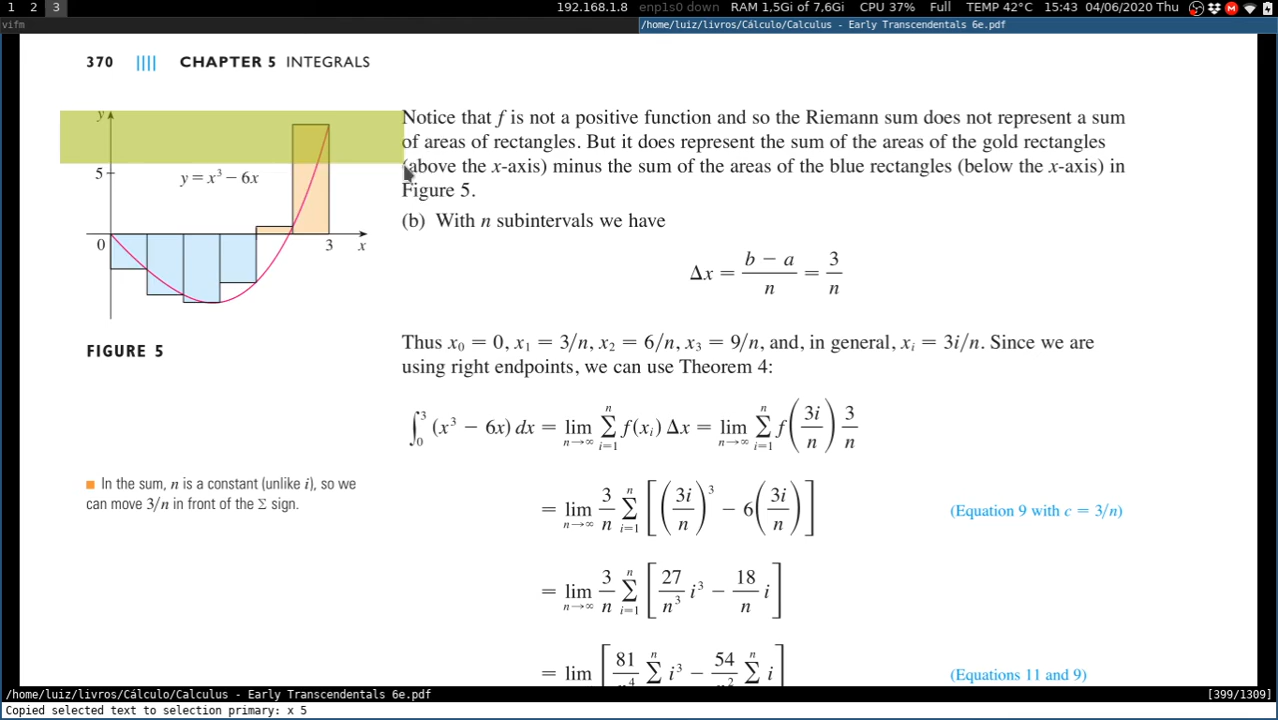 1 2 3 192.168.1.8 enp1s0 down RAM 1,5Gi of 7,6Gi CPU 37% Full TEMP 42°C 15:43 04/06/2020 Thu
vifm /home/luiz/livros/Cálculo/Calculus - Early Transcendentals 6e.pdf
370 |||| CHAPTER 5 INTEGRALS
y
5
y = x³ − 6x
0 3 x
FIGURE 5
Notice that f is not a positive function and so the Riemann sum does not represent a sum
of areas of rectangles. But it does represent the sum of the areas of the gold rectangles
(above the x-axis) minus the sum of the areas of the blue rectangles (below the x-axis) in
Figure 5.
(b) With n subintervals we have
Δx = (b − a)/n = 3/n
Thus x₀ = 0, x₁ = 3/n, x₂ = 6/n, x₃ = 9/n, and, in general, xᵢ = 3i/n. Since we are
using right endpoints, we can use Theorem 4:
∫₀³ (x³ − 6x) dx = lim n→∞ Σ i=1 n f(xᵢ) Δx = lim n→∞ Σ i=1 n f(3i/n) 3/n
In the sum, n is a constant (unlike i), so we
can move 3/n in front of the Σ sign.
= lim n→∞ 3/n Σ i=1 n [(3i/n)³ − 6(3i/n)] (Equation 9 with c = 3/n)
= lim n→∞ 3/n Σ i=1 n [27/n³ i³ − 18/n i]
= lim [81/n⁴ Σ i=1 n i³ − 54/n² Σ i=1 n i] (Equations 11 and 9)
/home/luiz/livros/Cálculo/Calculus - Early Transcendentals 6e.pdf [399/1309]
Copied selected text to selection primary: x 5